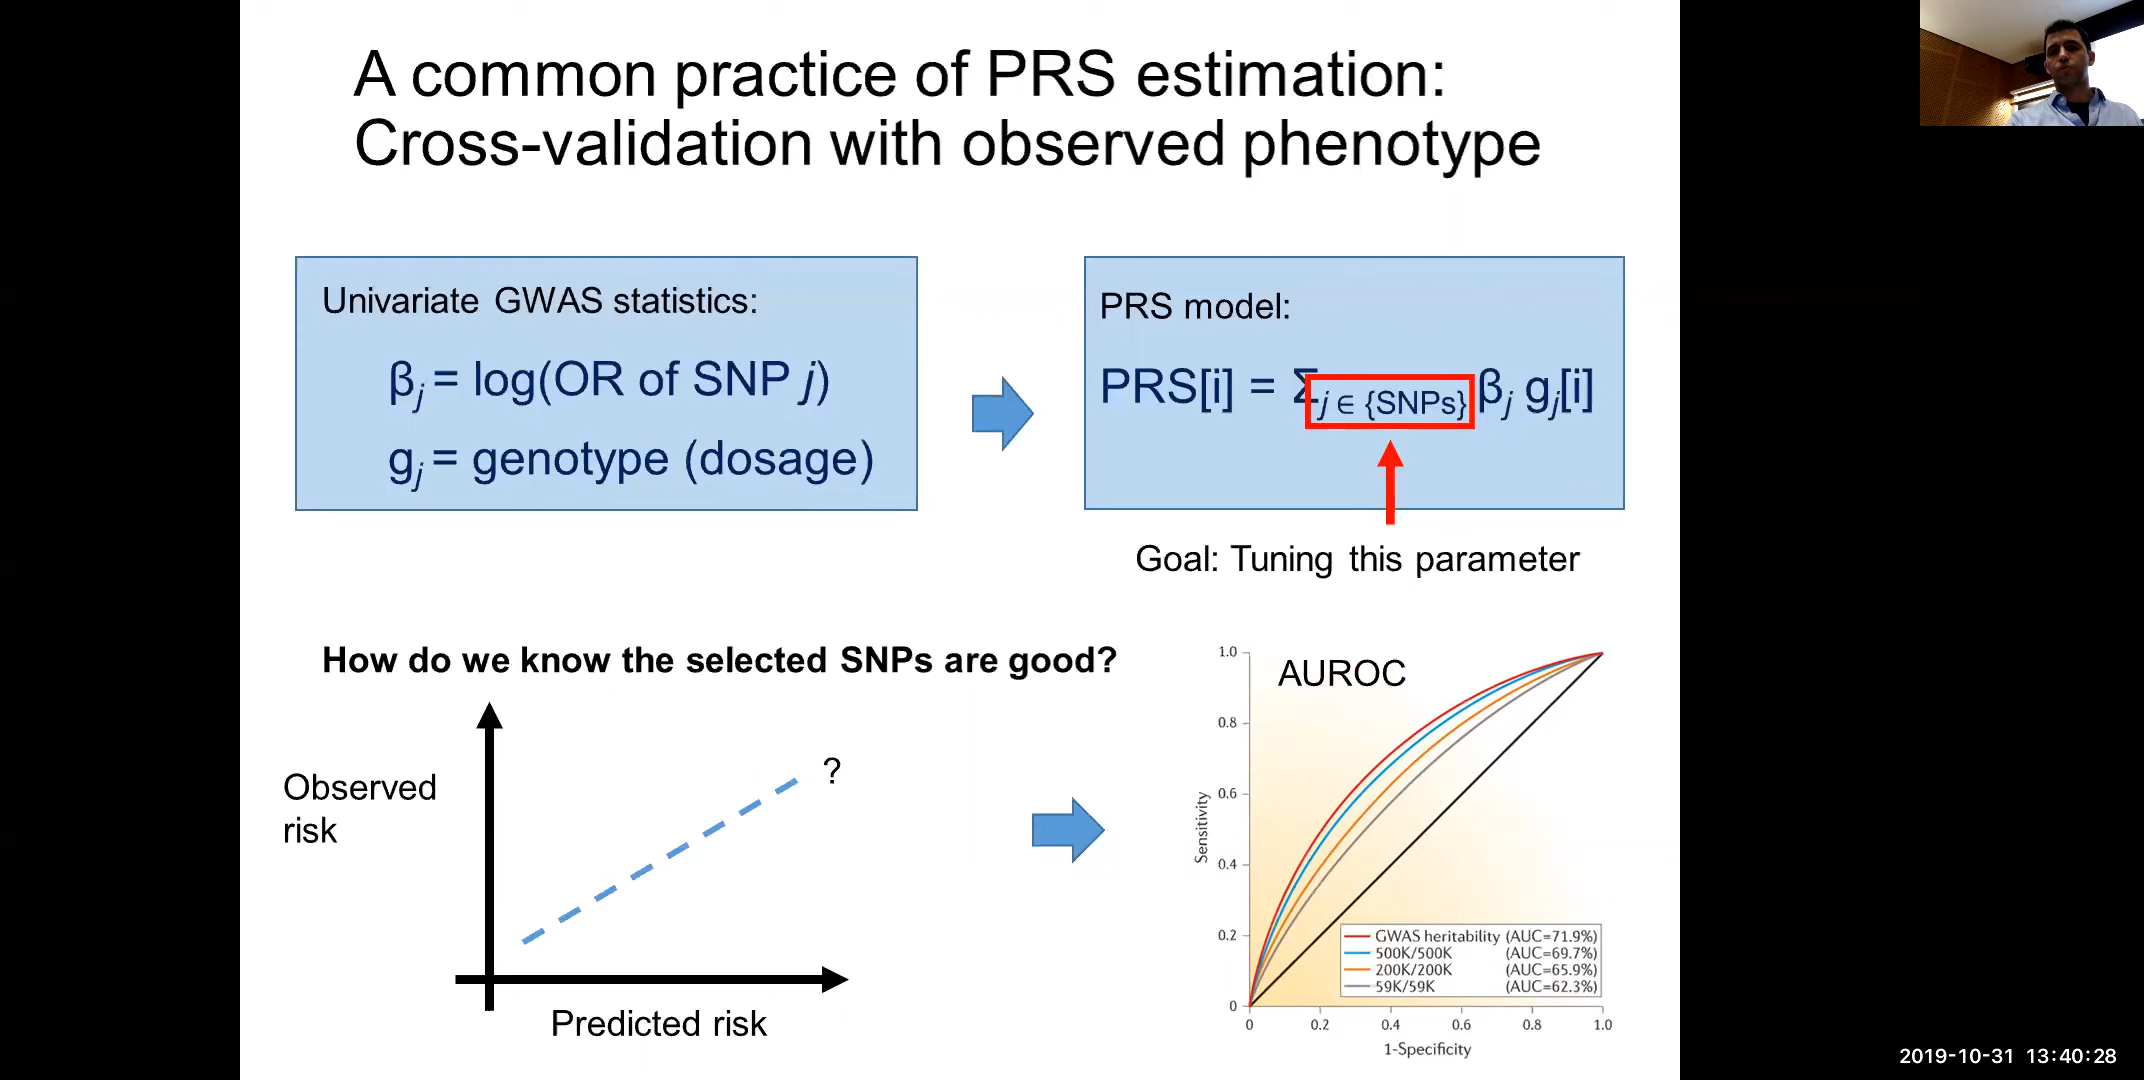 A common practice of PRS estimation:
Cross-validation with observed phenotype
Univariate GWAS statistics:
βj = log(OR of SNP j)
gj = genotype (dosage)
PRS model:
PRS[i] = Σj ∈ {SNPs} βj gj[i]
Goal: Tuning this parameter
How do we know the selected SNPs are good?
Observed
risk
?
Predicted risk
AUROC
1.0
0.8
0.6
0.4
0.2
0
Sensitivity
GWAS heritability (AUC=71.9%)
500K/500K (AUC=69.7%)
200K/200K (AUC=65.9%)
59K/59K (AUC=62.3%)
0 0.2 0.4 0.6 0.8 1.0
1-Specificity
2019-10-31 13:40:28